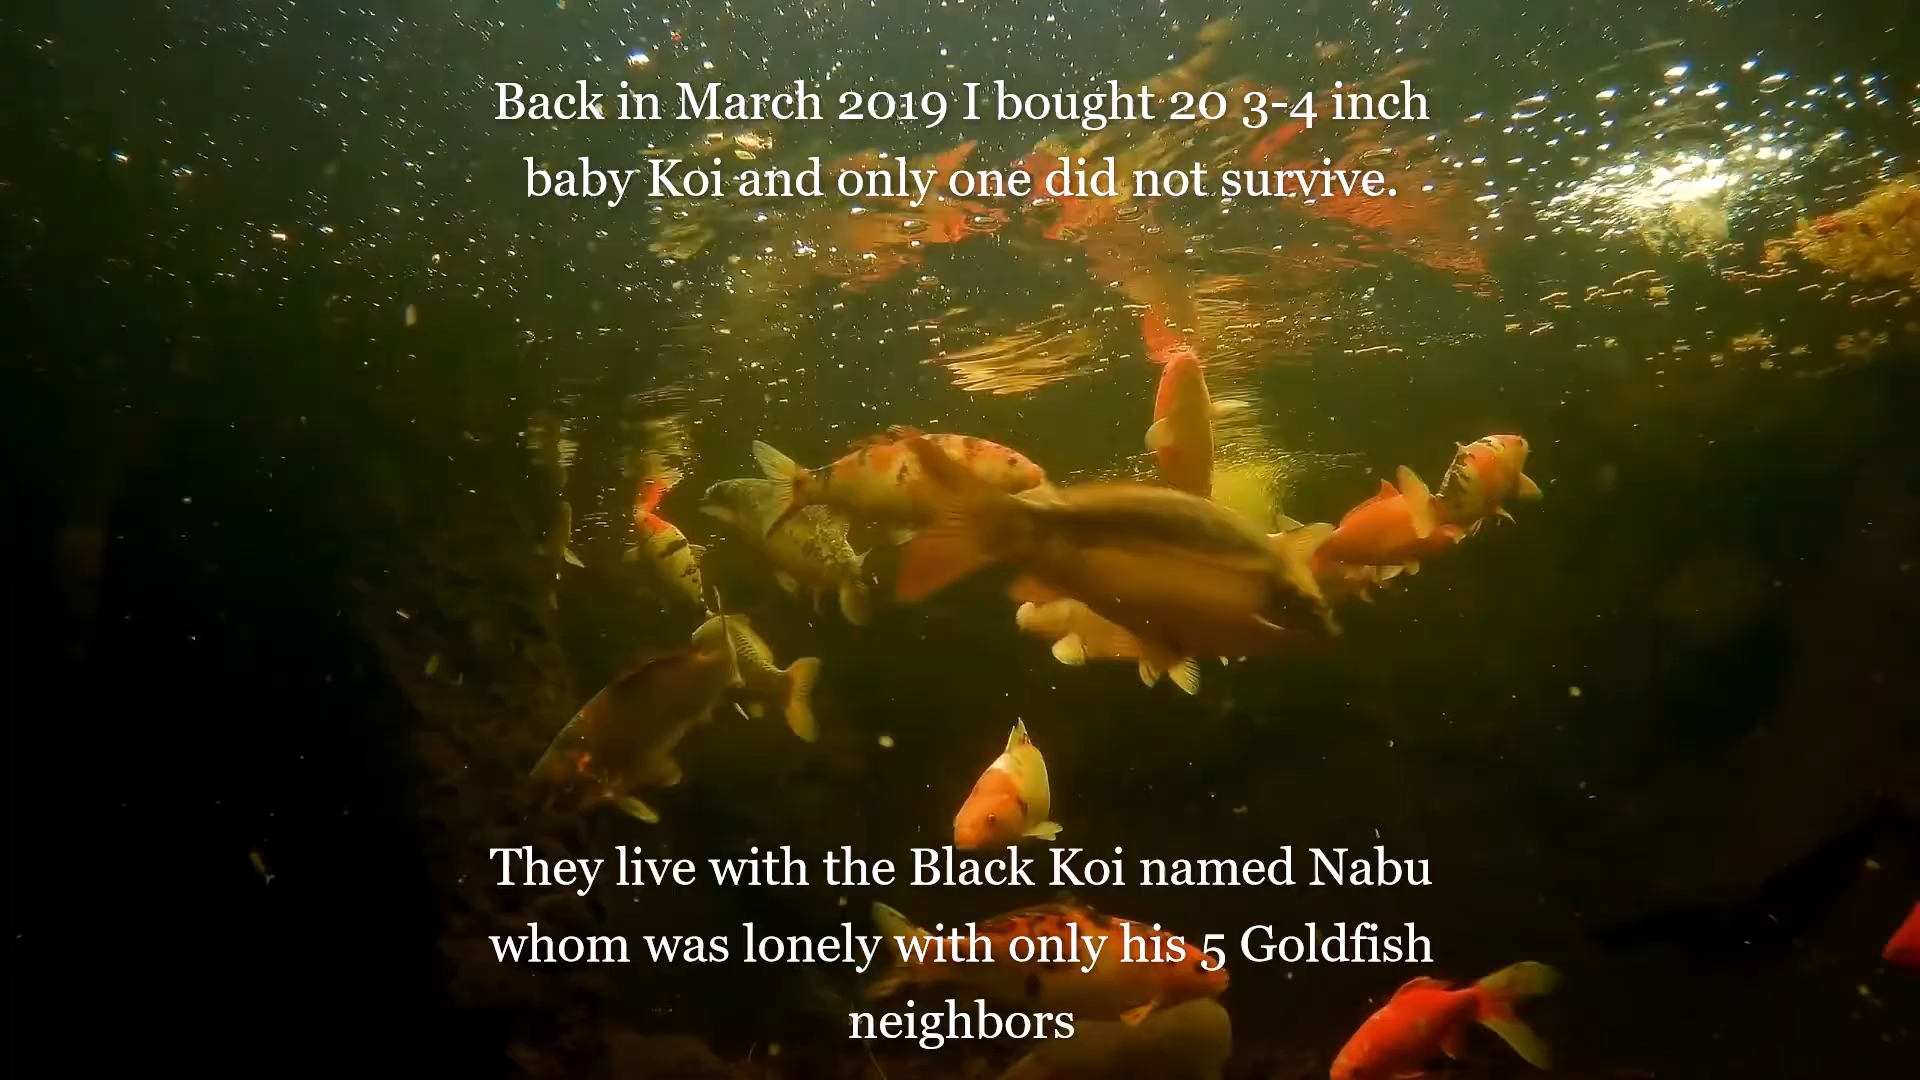 Back in March 2019 I bought 20 3-4 inch
baby Koi and only one did not survive.
They live with the Black Koi named Nabu
whom was lonely with only his 5 Goldfish
neighbors